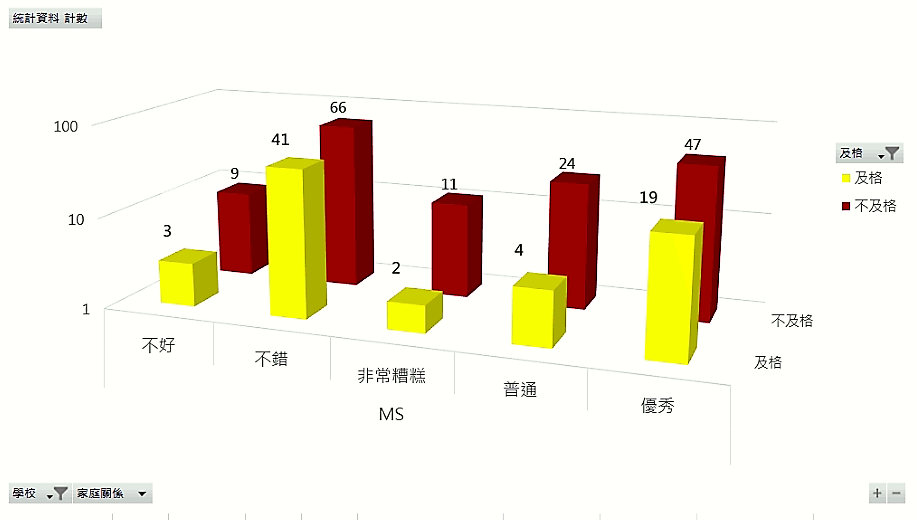 統計資料 計數
66
41
47
100
及格
24
9
11
及格
19
不及格
10
3
4
2
1
不及格
不好
不錯
及格
非常糟糕
普通
優秀
MS
學校 家庭關係